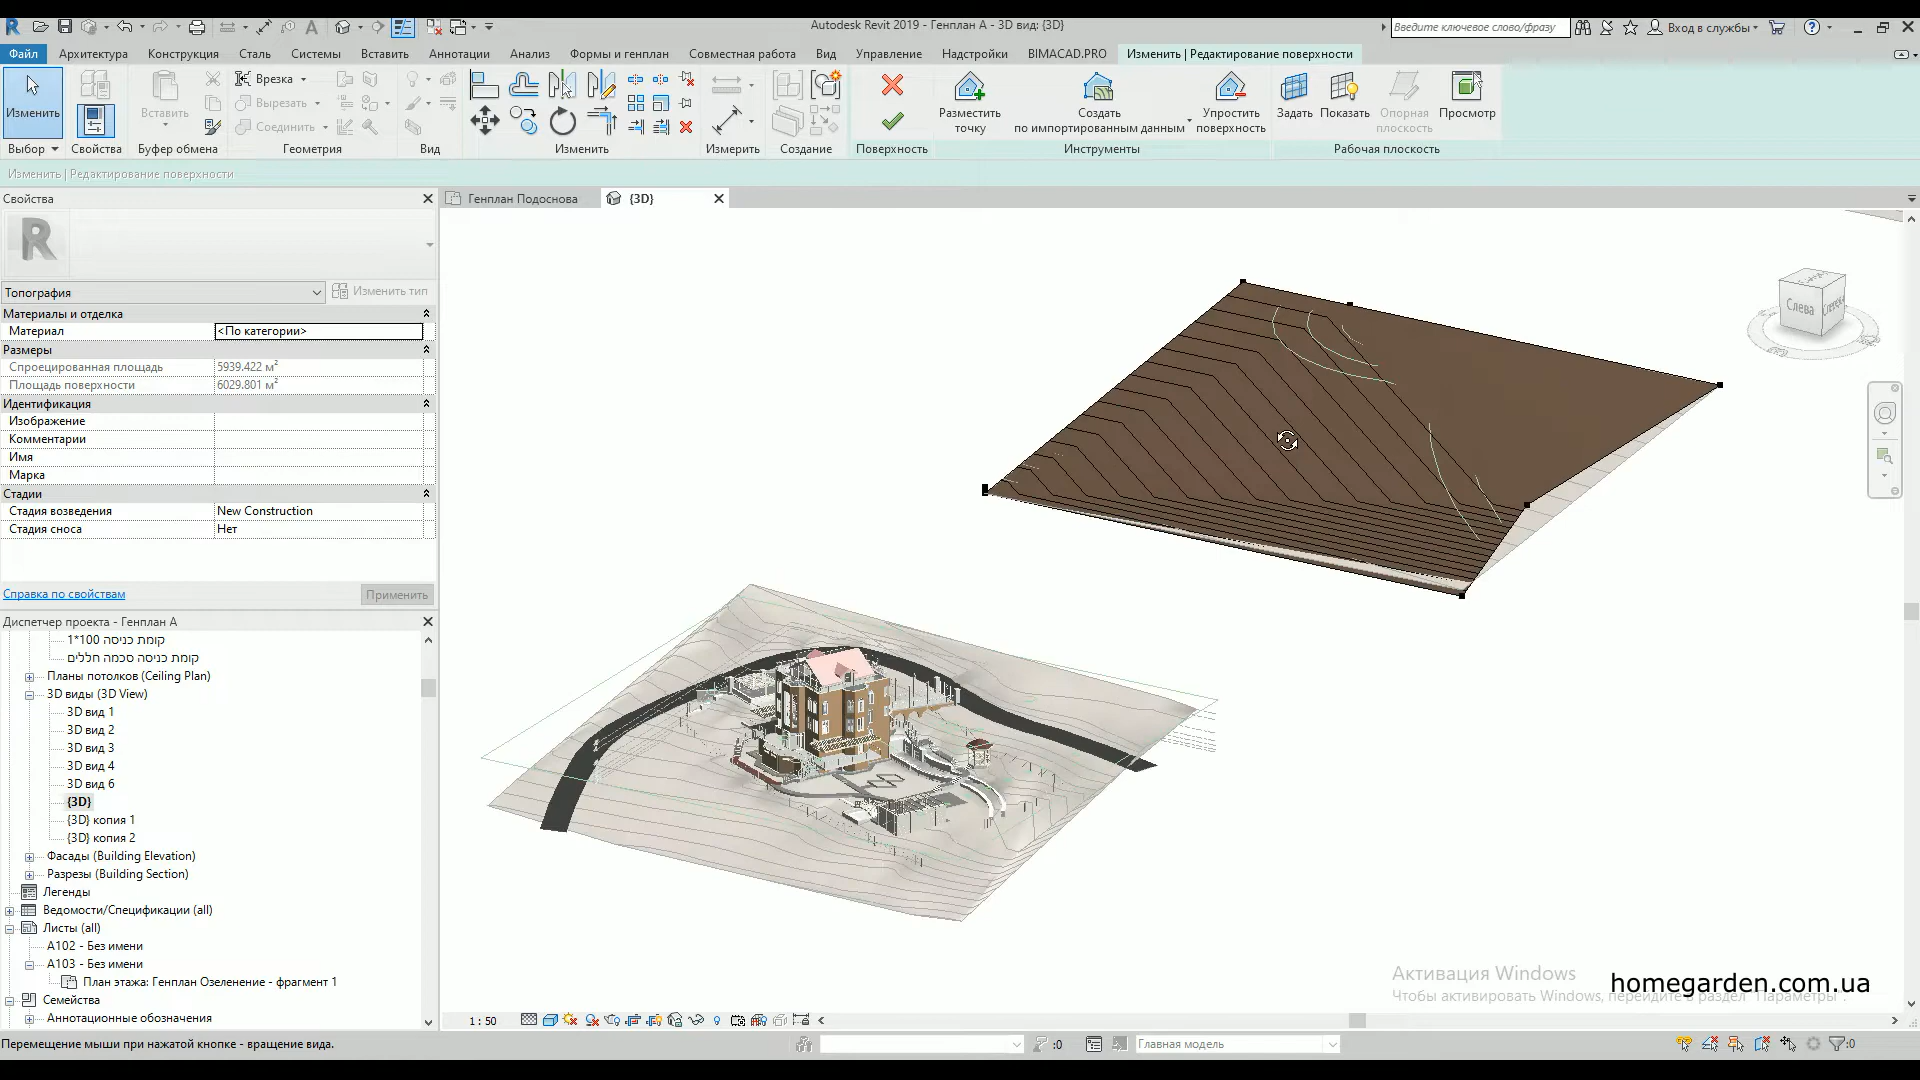 Autodesk Revit 2019 - Генплан А - 3D вид: {3D}
Введите ключевое слово/фразу
Вход в службы
Файл Архитектура Конструкция Сталь Системы Вставить Аннотации Анализ Формы и генплан Совместная работа Вид Управление Надстройки BIMACAD.PRO Изменить | Редактирование поверхности
Изменить
Вставить
Врезка
Вырезать
Соединить
Разместить точку
Создать по импортированным данным
Упростить поверхность
Задать
Показать
Опорная плоскость
Просмотр
Выбор Свойства Буфер обмена Геометрия Вид Изменить Измерить Создание Поверхность Инструменты Рабочая плоскость
Изменить | Редактирование поверхности
Свойства
Генплан Подоснова
{3D}
Топография
Изменить тип
Материалы и отделка
Материал <По категории>
Размеры
Спроецированная площадь 5939.422 м²
Площадь поверхности 6029.801 м²
Идентификация
Изображение
Комментарии
Имя
Марка
Стадии
Стадия возведения New Construction
Стадия сноса Нет
Справка по свойствам
Применить
Диспетчер проекта - Генплан А
קומת כניסה 100*1
קומת כניסה סכמה חללים
Планы потолков (Ceiling Plan)
3D виды (3D View)
3D вид 1
3D вид 2
3D вид 3
3D вид 4
3D вид 6
{3D}
{3D} копия 1
{3D} копия 2
Фасады (Building Elevation)
Разрезы (Building Section)
Легенды
Ведомости/Спецификации (all)
Листы (all)
A102 - Без имени
A103 - Без имени
План этажа: Генплан Озеленение - фрагмент 1
Семейства
Аннотационные обозначения
Слева
Активация Windows
Чтобы активировать Windows, перейдите в раздел "Параметры".
homegarden.com.ua
1 : 50
Перемещение мыши при нажатой кнопке - вращение вида.
:0
Главная модель
:0